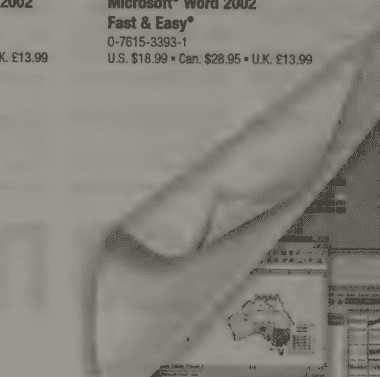 2002
Microsoft® Word 2002
Fast & Easy®
0-7615-3393-1
K. £13.99
U.S. $18.99 ▪ Can. $28.95 ▪ U.K. £13.99